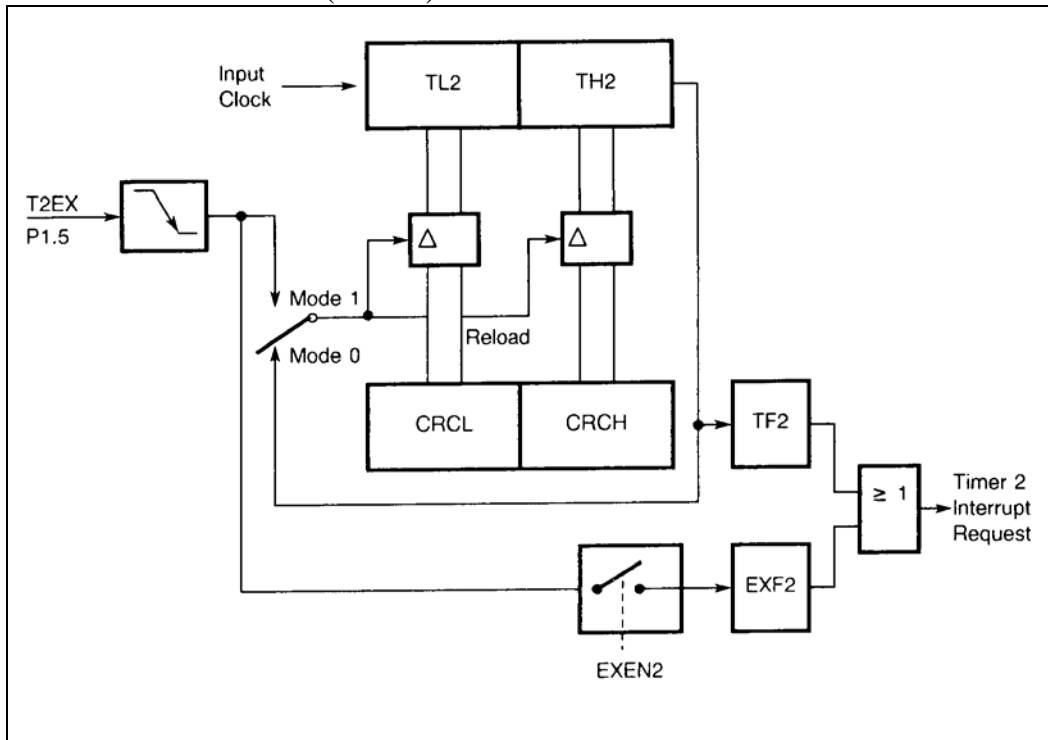 Input
Clock
TL2
TH2
T2EX
P1.5
Δ
Δ
Mode 1
Reload
Mode 0
CRCL
CRCH
TF2
≥ 1
Timer 2
Interrupt
Request
EXF2
EXEN2